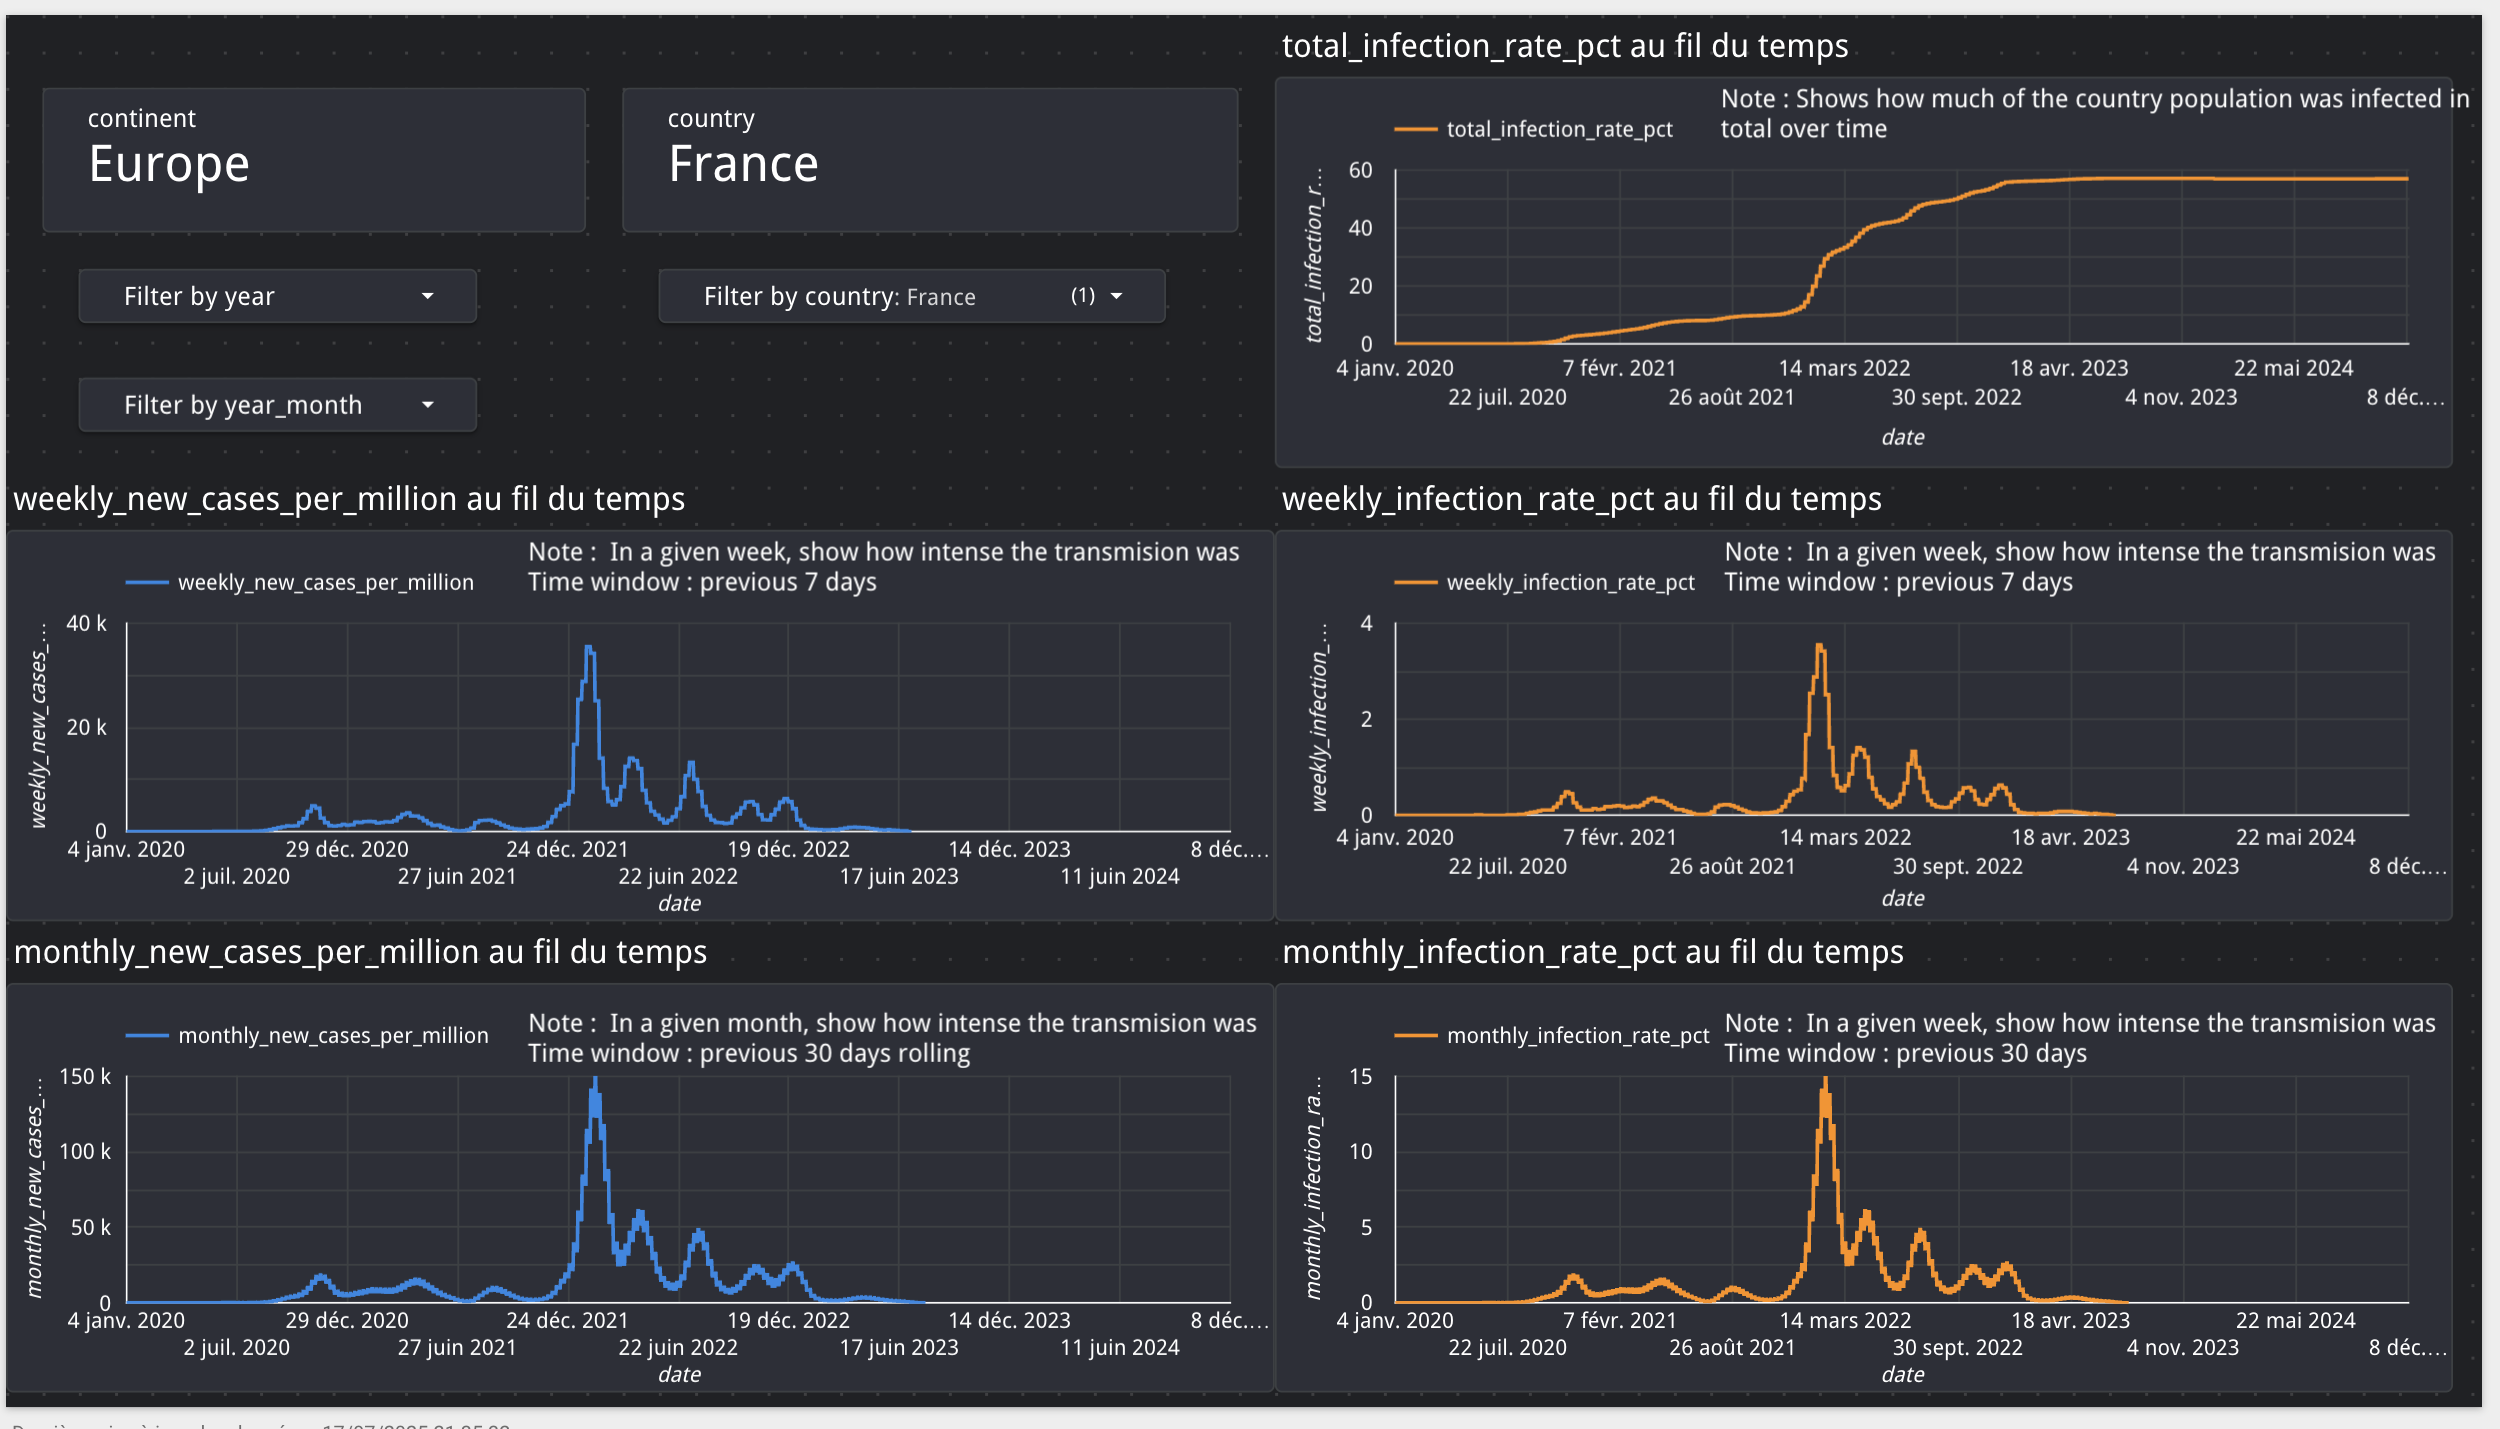 continent
Europe
country
France
Filter by year
Filter by country: France (1)
Filter by year_month
total_infection_rate_pct au fil du temps
total_infection_rate_pct
Note : Shows how much of the country population was infected in
total over time
total_infection_r...
60
40
20
0
4 janv. 2020
7 févr. 2021
14 mars 2022
18 avr. 2023
22 mai 2024
22 juil. 2020
26 août 2021
30 sept. 2022
4 nov. 2023
8 déc....
date
weekly_new_cases_per_million au fil du temps
weekly_new_cases_per_million
Note :  In a given week, show how intense the transmision was
Time window : previous 7 days
weekly_new_cases_...
40 k
20 k
0
4 janv. 2020
29 déc. 2020
24 déc. 2021
19 déc. 2022
14 déc. 2023
8 déc....
2 juil. 2020
27 juin 2021
22 juin 2022
17 juin 2023
11 juin 2024
date
weekly_infection_rate_pct au fil du temps
weekly_infection_rate_pct
Note :  In a given week, show how intense the transmision was
Time window : previous 7 days
weekly_infection_...
4
2
0
4 janv. 2020
7 févr. 2021
14 mars 2022
18 avr. 2023
22 mai 2024
22 juil. 2020
26 août 2021
30 sept. 2022
4 nov. 2023
8 déc....
date
monthly_new_cases_per_million au fil du temps
monthly_new_cases_per_million
Note :  In a given month, show how intense the transmision was
Time window : previous 30 days rolling
monthly_new_cases_...
150 k
100 k
50 k
0
4 janv. 2020
29 déc. 2020
24 déc. 2021
19 déc. 2022
14 déc. 2023
8 déc....
2 juil. 2020
27 juin 2021
22 juin 2022
17 juin 2023
11 juin 2024
date
monthly_infection_rate_pct au fil du temps
monthly_infection_rate_pct
Note :  In a given week, show how intense the transmision was
Time window : previous 30 days
monthly_infection_ra...
15
10
5
0
4 janv. 2020
7 févr. 2021
14 mars 2022
18 avr. 2023
22 mai 2024
22 juil. 2020
26 août 2021
30 sept. 2022
4 nov. 2023
8 déc....
date